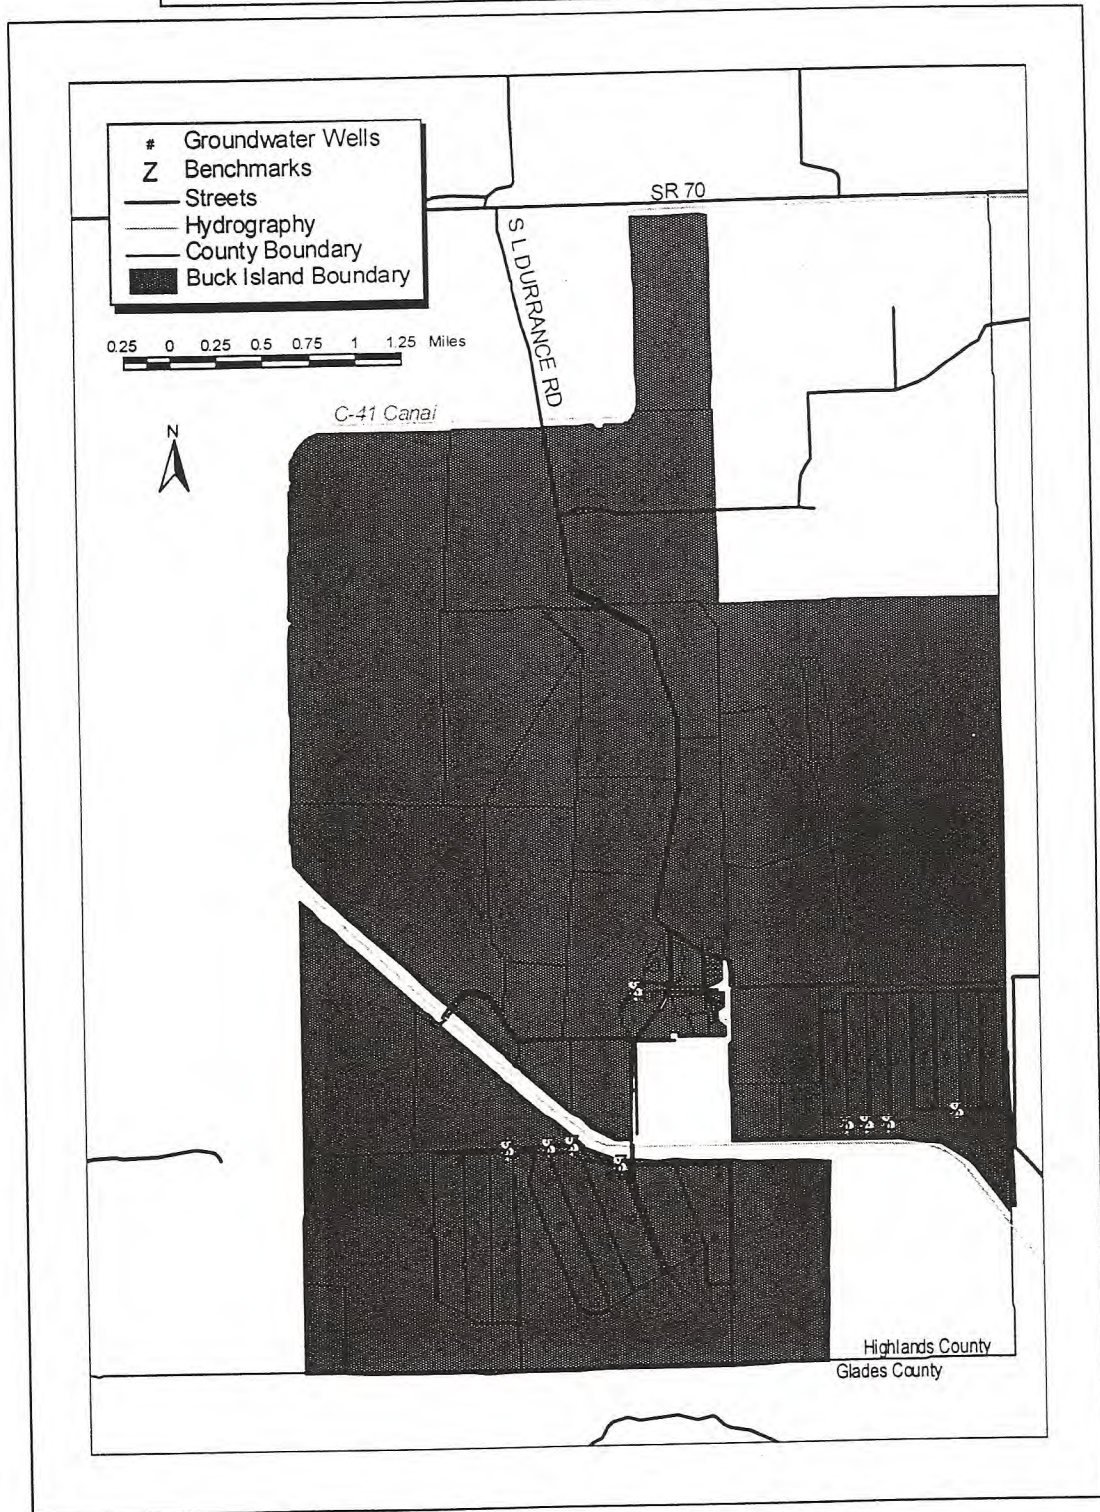 # Groundwater Wells
Z Benchmarks
Streets
Hydrography
County Boundary
Buck Island Boundary
0.25 0 0.25 0.5 0.75 1 1.25 Miles
N
SR 70
S L DURRANCE RD
C-41 Canal
Highlands County
Glades County